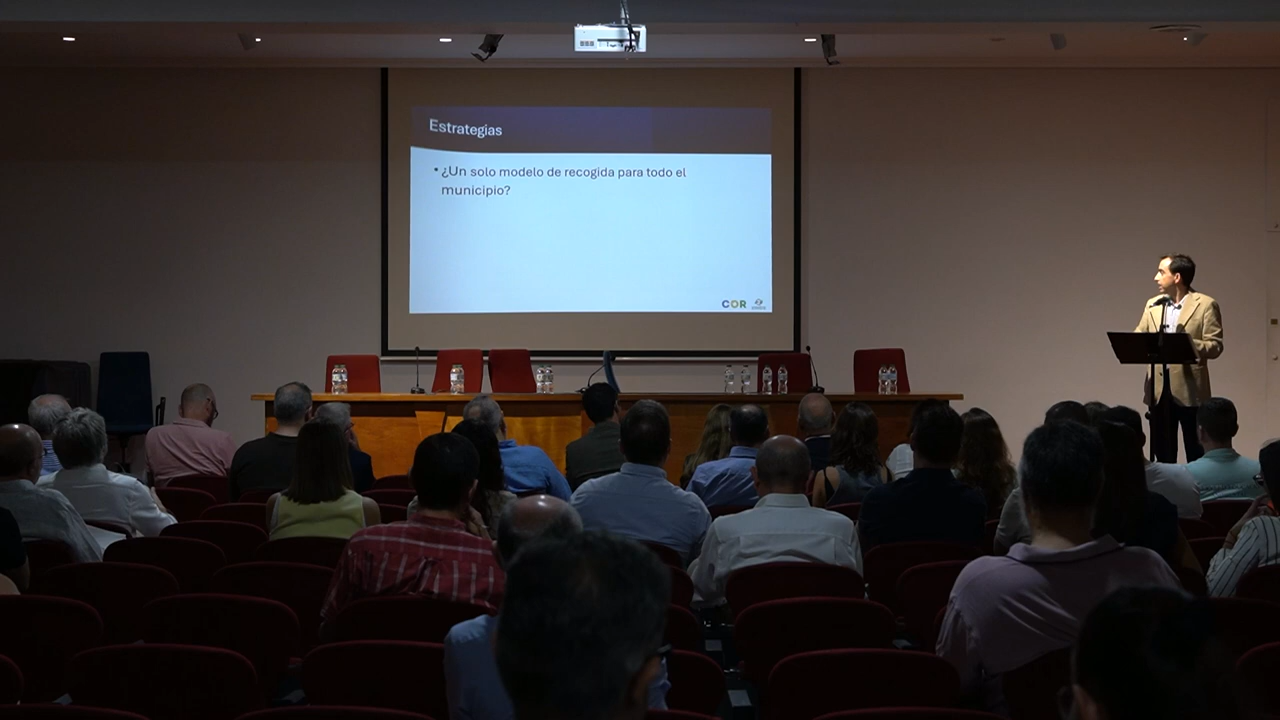 Estrategias
• ¿Un solo modelo de recogida para todo el
municipio?
COR